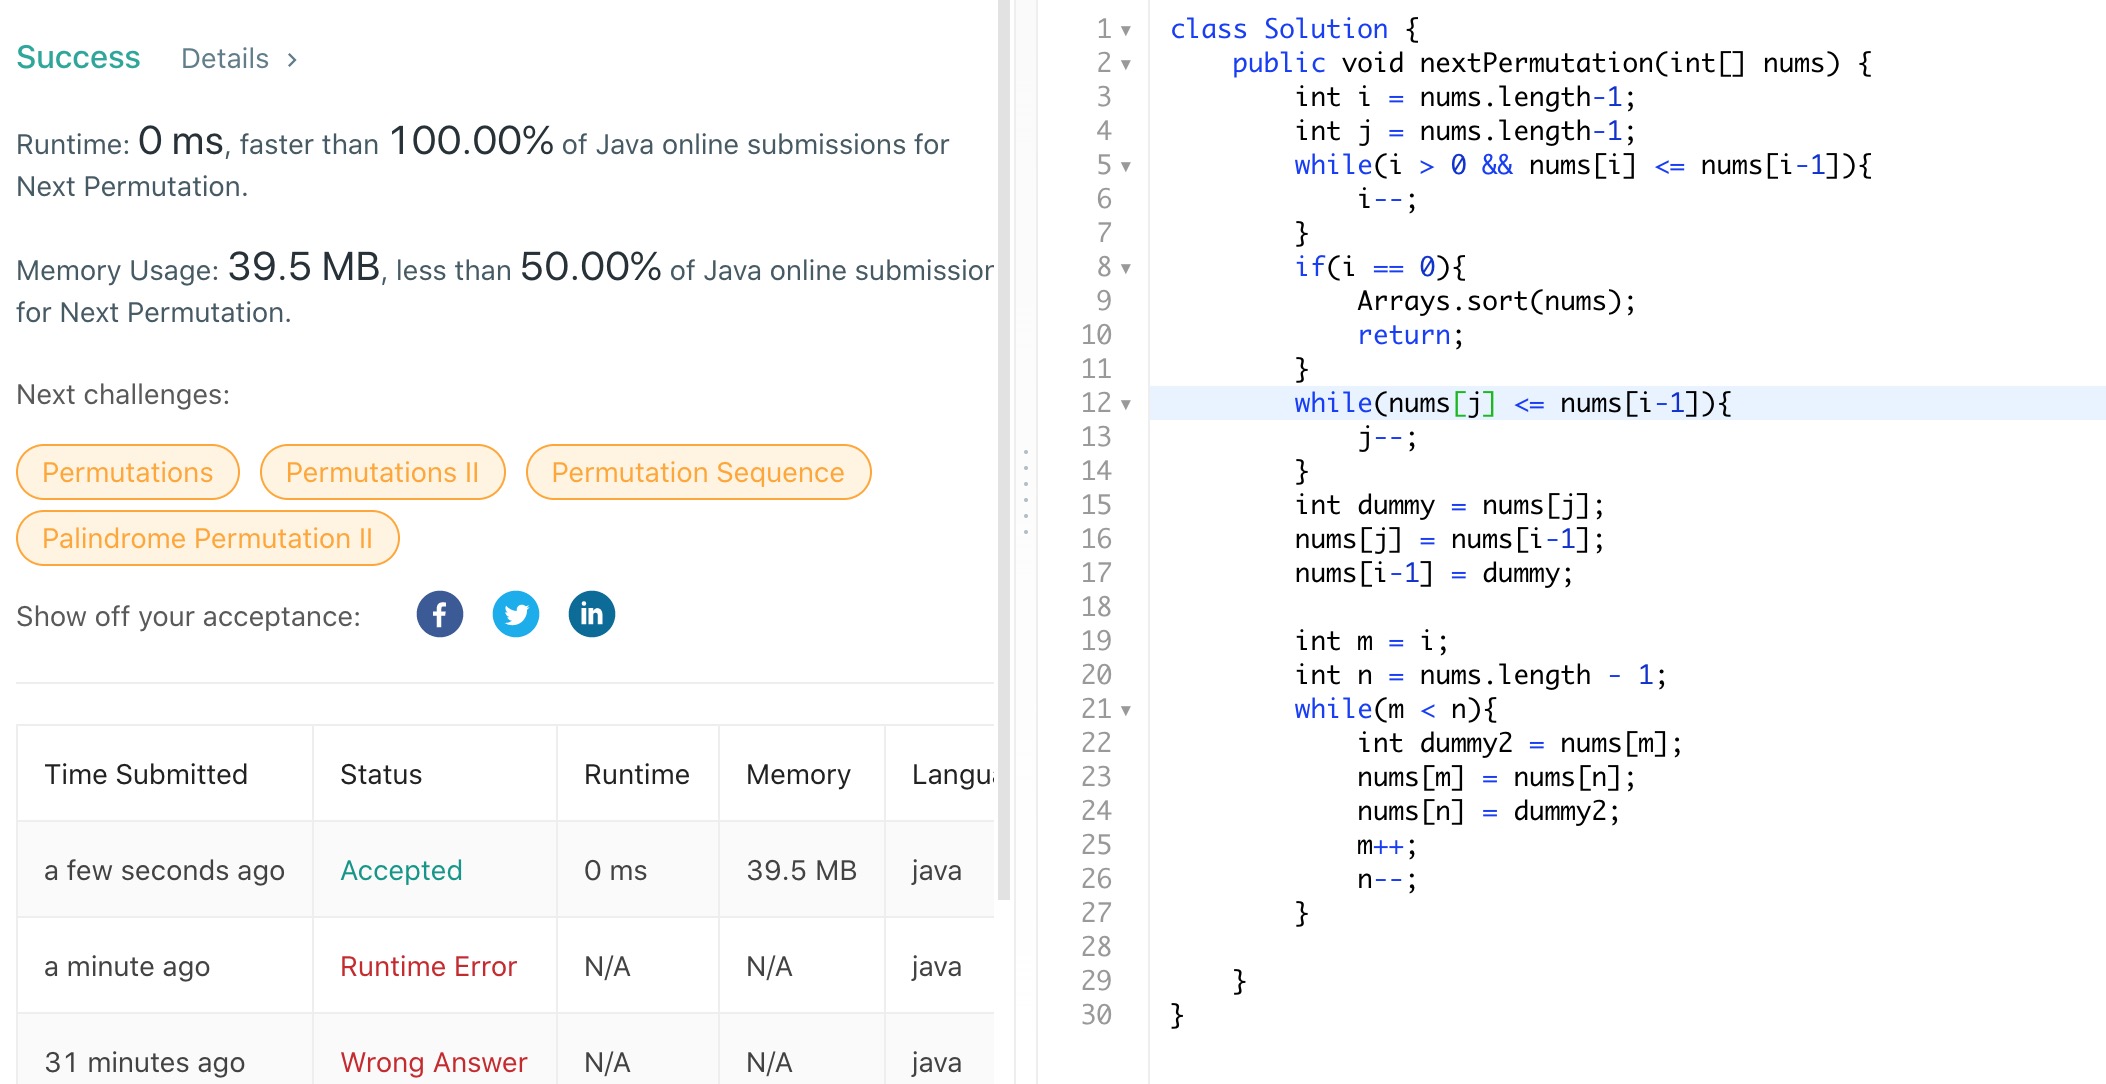 Success Details >
Runtime: 0 ms, faster than 100.00% of Java online submissions for
Next Permutation.
Memory Usage: 39.5 MB, less than 50.00% of Java online submission
for Next Permutation.
Next challenges:
Permutations Permutations II Permutation Sequence
Palindrome Permutation II
Show off your acceptance: f in
Time Submitted Status Runtime Memory Langu
a few seconds ago Accepted 0 ms 39.5 MB java
a minute ago Runtime Error N/A N/A java
31 minutes ago Wrong Answer N/A N/A java
1 class Solution {
2     public void nextPermutation(int[] nums) {
3         int i = nums.length-1;
4         int j = nums.length-1;
5         while(i > 0 && nums[i] <= nums[i-1]){
6             i--;
7         }
8         if(i == 0){
9             Arrays.sort(nums);
10             return;
11         }
12         while(nums[j] <= nums[i-1]){
13             j--;
14         }
15         int dummy = nums[j];
16         nums[j] = nums[i-1];
17         nums[i-1] = dummy;
18
19         int m = i;
20         int n = nums.length - 1;
21         while(m < n){
22             int dummy2 = nums[m];
23             nums[m] = nums[n];
24             nums[n] = dummy2;
25             m++;
26             n--;
27         }
28
29     }
30 }